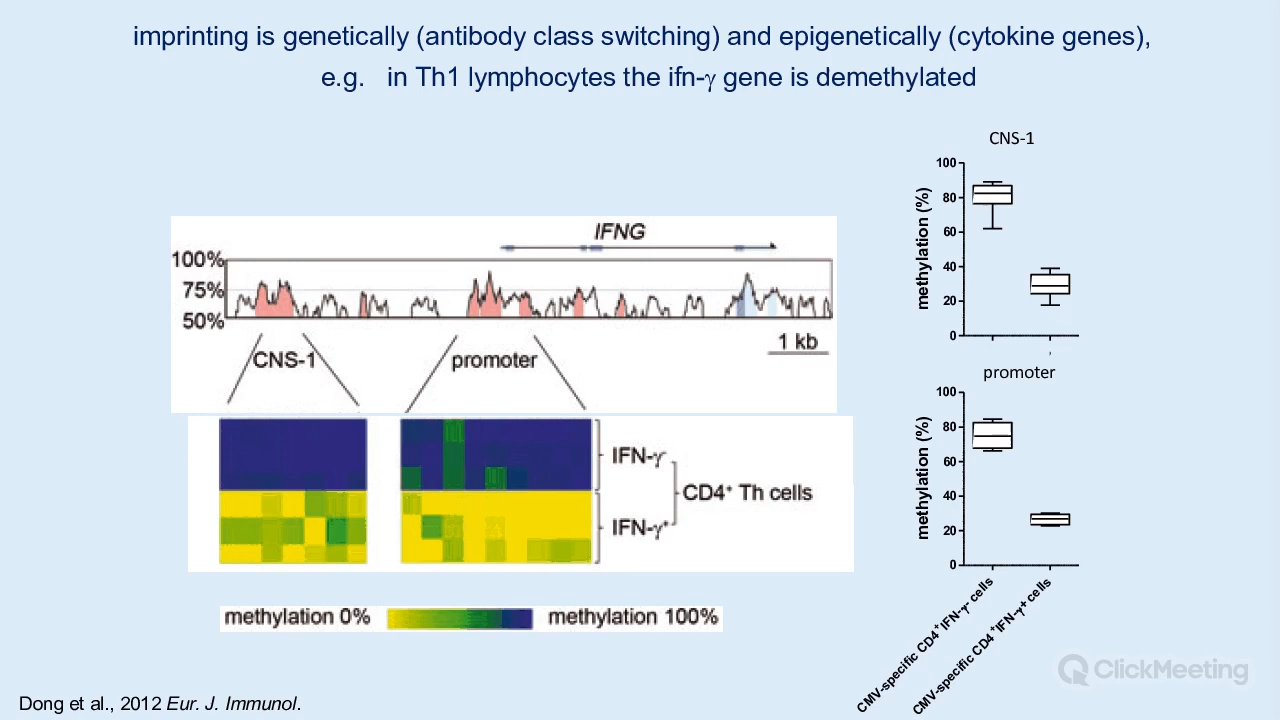 imprinting is genetically (antibody class switching) and epigenetically (cytokine genes),
e.g. in Th1 lymphocytes the ifn-γ gene is demethylated
IFNG
100%
75%
50%
1 kb
CNS-1
promoter
IFN-γ-
IFN-γ+
CD4+ Th cells
methylation 0%
methylation 100%
CNS-1
methylation (%)
100
80
60
40
20
0
promoter
methylation (%)
100
80
60
40
20
0
CMV-specific CD4+IFN-γ- cells
CMV-specific CD4+IFN-γ+ cells
ClickMeeting
Dong et al., 2012 Eur. J. Immunol.